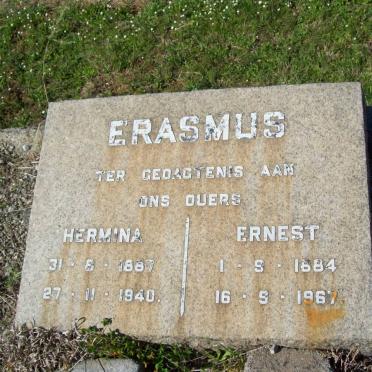 ERASMUS
TER GEDAGTENIS AAN
ONS OUERS
HERMINA
31 · 8 · 1887
27 · 11 · 1940.
ERNEST
1 · 9 · 1884
16 · 9 · 1967